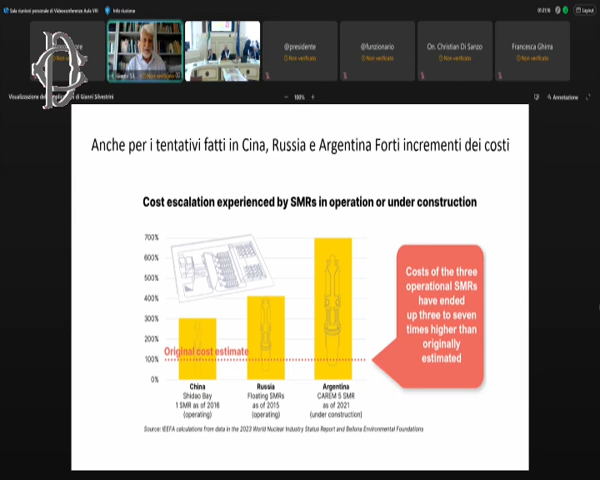 Sala riunioni personale di Videoconferenze Aula VIII
Info riunione
01:21:16
Layout
@presidente
Non verificato
@funzionario
Non verificato
On. Christian Di Sanzo
Non verificato
Francesca Ghirra
Non verificato
Non verificato
Visualizzazione
di Gianni Silvestrini
100%
Annotazione
Anche per i tentativi fatti in Cina, Russia e Argentina Forti incrementi dei costi
Cost escalation experienced by SMRs in operation or under construction
700%
600%
500%
400%
300%
200%
100%
0%
Original cost estimate
China
Shidao Bay
1 SMR as of 2016
(operating)
Russia
Floating SMRs
as of 2015
(operating)
Argentina
CAREM 5 SMR
as of 2021
(under construction)
Costs of the three
operational SMRs
have ended
up three to seven
times higher than
originally
estimated
Source: IEEFA calculations from data in the 2023 World Nuclear Industry Status Report and Bellona Environmental Foundations